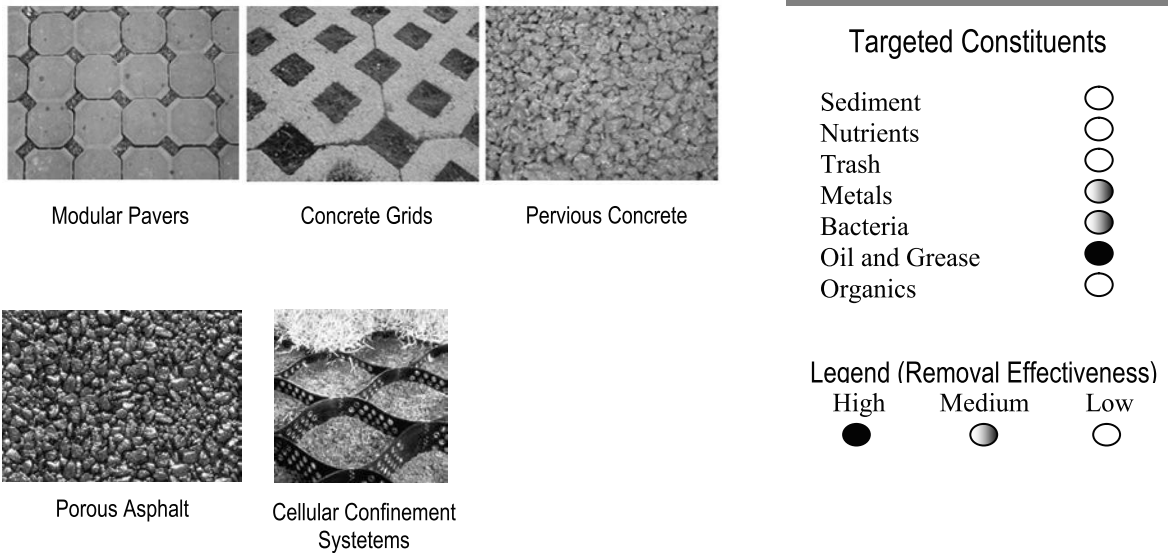 Modular Pavers
Concrete Grids
Pervious Concrete
Porous Asphalt
Cellular Confinement
Systetems
Targeted Constituents
Sediment
Nutrients
Trash
Metals
Bacteria
Oil and Grease
Organics
Legend (Removal Effectiveness)
High Medium Low